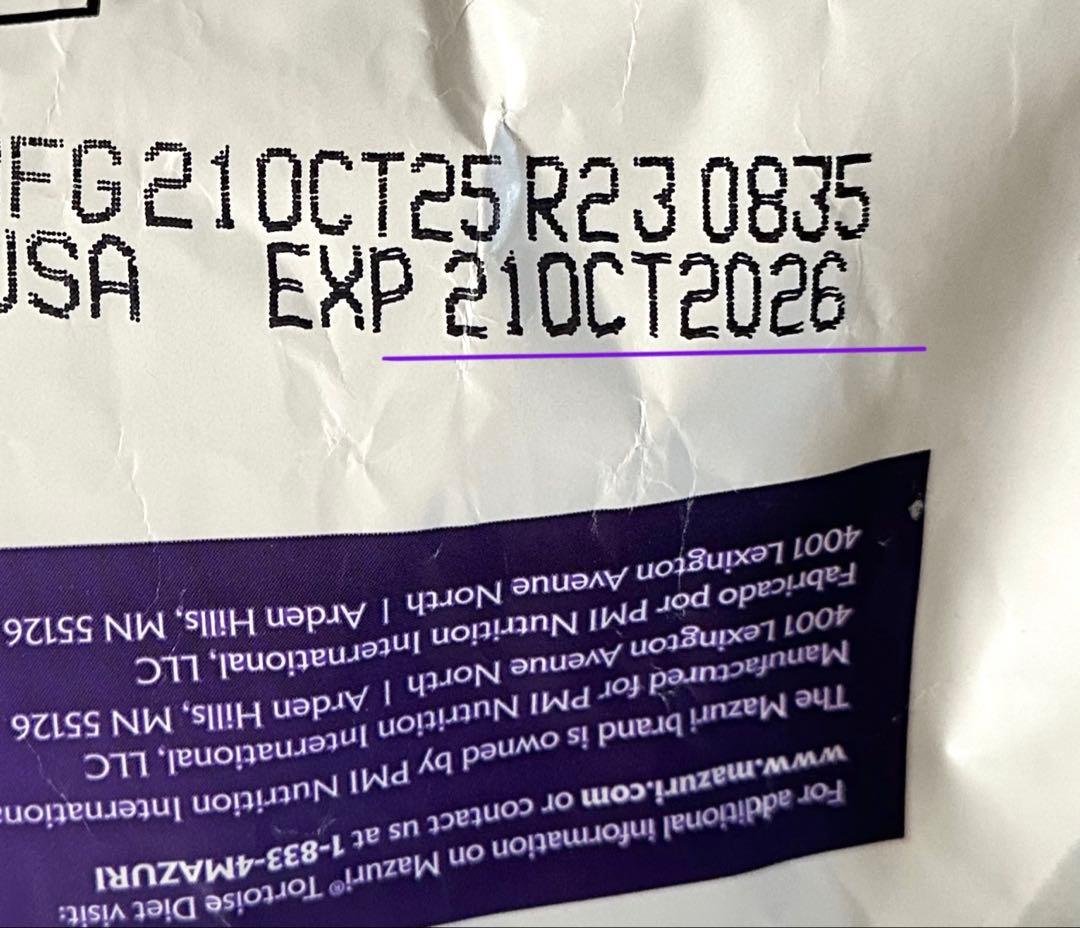 FG 21OCT25 R23 0835
USA EXP 21OCT2026
For additional information on Mazuri® Tortoise Diet visit:
www.mazuri.com or contact us at 1-833-4MAZURI
The Mazuri brand is owned by PMI Nutrition
Manufactured for PMI Nutrition International, LLC
4001 Lexington Avenue North | Arden Hills, MN 55126
Fabricado por PMI Nutrition International, LLC
4001 Lexington Avenue North | Arden Hills, MN 55126